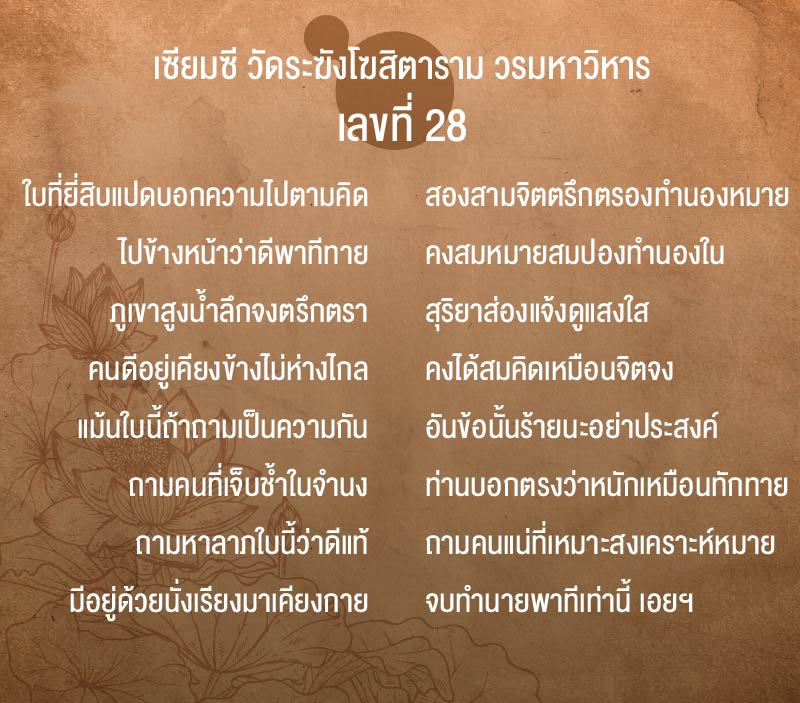 เซียมซี วัดระฆังโฆสิตาราม วรมหาวิหาร
เลขที่ 28
ใบที่ยี่สิบแปดบอกความไปตามคิด สองสามจิตตรึกตรองทำนองหมาย
ไปข้างหน้าว่าดีพาทีทาย คงสมหมายสมปองทำนองใน
ภูเขาสูงน้ำลึกจงตรึกตรา สุริยาส่องแจ้งดูแสงใส
คนดีอยู่เคียงข้างไม่ห่างไกล คงได้สมคิดเหมือนจิตจง
แม้นใบนี้ถ้าถามเป็นความกัน อันข้อนั้นร้ายนะอย่าประสงค์
ถามคนที่เจ็บช้ำในจำนง ท่านบอกตรงว่าหนักเหมือนทักทาย
ถามหาลาภใบนี้ว่าดีแท้ ถามคนแน่ที่เหมาะสงเคราะห์หมาย
มีอยู่ด้วยนั่งเรียงมาเคียงกาย จบทำนายพาทีเท่านี้ เอยฯ